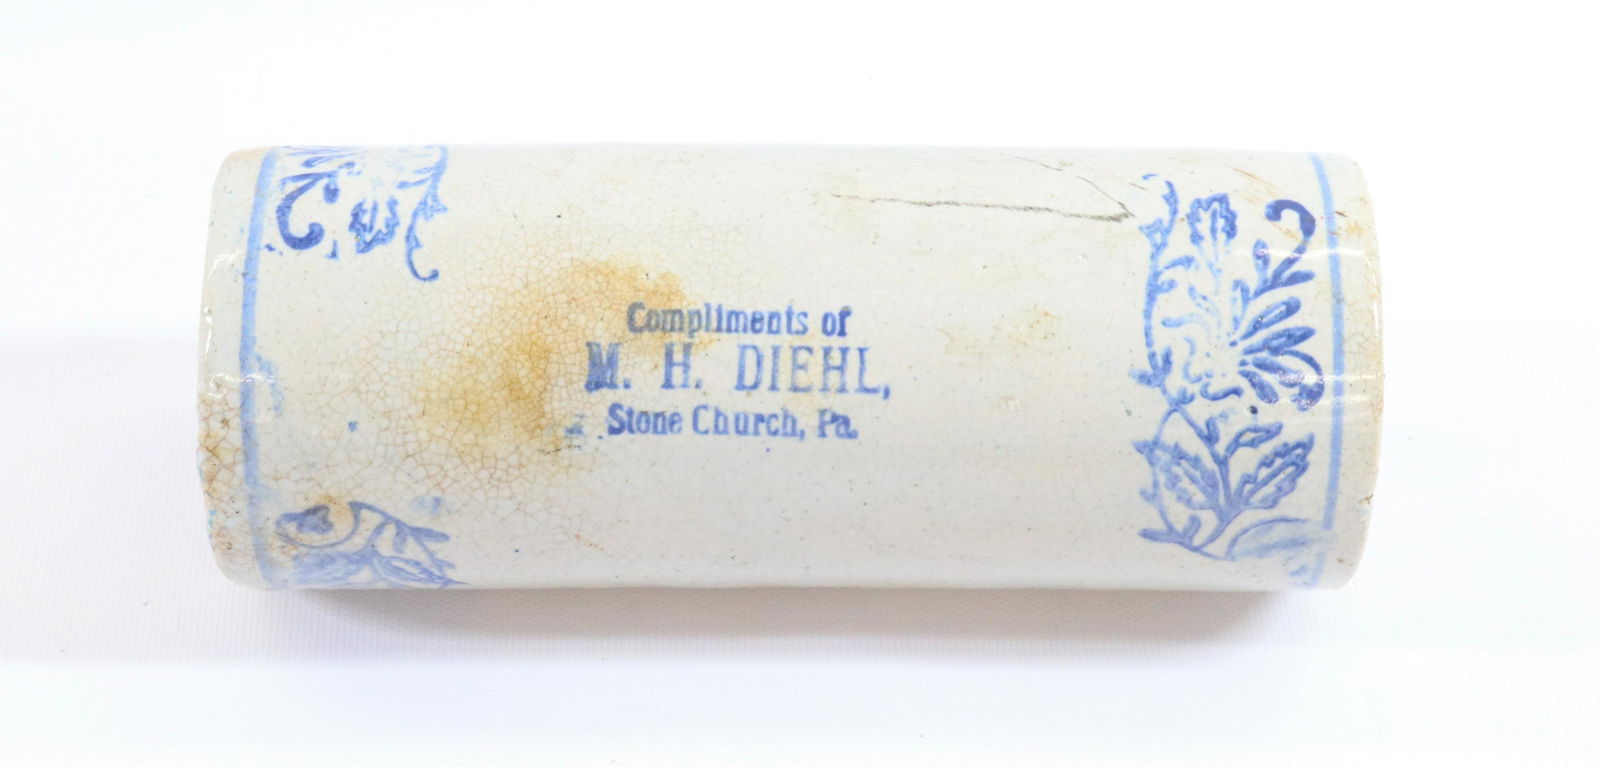 Compliments of
M. H. DIEHL,
Stone Church, Pa.